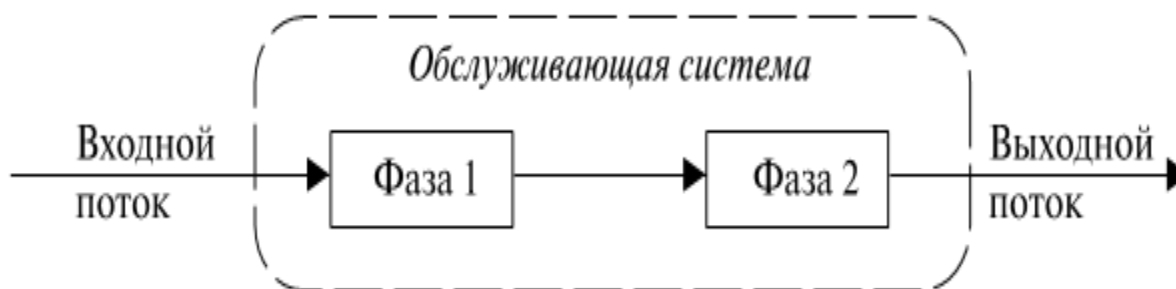 Обслуживающая система
Входной
поток
Фаза 1
Фаза 2
Выходной
поток